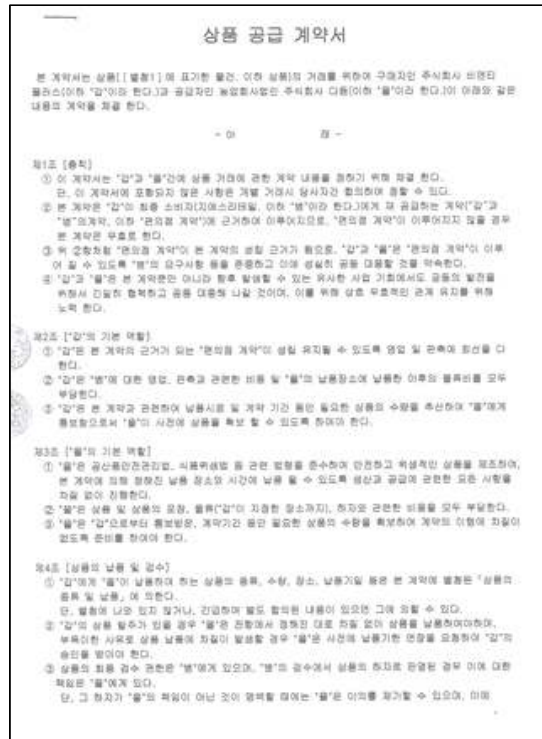 상품 공급 계약서
본 계약서는 상품[[별첨1]에 표기한 물건, 이하 상품]의 거래를 위하여 구매자인 주식회사
플러스(이하 "갑"이라 한다.)과 공급자인 농업회사법인 주식회사 다듬(이하 "을"이라 한다.)이 아래와 같은
내용의 계약을 체결 한다.
- 아 래 -
제1조 [총칙]
① 이 계약서는 "갑"과 "을"간에 상품 거래에 관한 계약 내용을 정하기 위해 체결 한다.
단, 이 계약서에 포함되지 않은 사항은 개별 거래시 당사자간 합의하여 정할 수 있다.
② 본 계약은 "갑"이 최종 소비자(지에스리테일, 이하 "병"이라 한다.)에게 재 공급하는 계약("갑"과
"병"의계약, 이하 "편의점 계약")에 근거하여 이루어지므로, "편의점 계약"이 이루어지지 않을 경우
본 계약은 무효로 한다.
③ 위 ②항처럼 "편의점 계약"이 본 계약의 성립 근거가 됨으로, "갑"과 "을"은 "편의점 계약"이 이루
어 질 수 있도록 "병"의 요구사항 등을 존중하고 이에 성실히 공동 대응할 것을 약속한다.
④ "갑"과 "을"은 본 계약뿐만 아니라 향후 발생할 수 있는 유사한 사업 기회에서도 공동의 발전을
위해서 긴밀히 협력하고 공동 대응해 나갈 것이며, 이를 위해 상호 우호적인 관계 유지를 위해
노력 한다.
제2조 ["갑"의 기본 역할]
① "갑"은 본 계약의 근거가 되는 "편의점 계약"이 성립 유지될 수 있도록 영업 및 판촉에 최선을 다
한다.
② "갑"은 "병"에 대한 영업, 판촉과 관련한 비용 및 "을"의 납품장소에 납품한 이후의 물류비를 모두
부담한다.
③ "갑"은 본 계약과 관련하여 납품시로 및 계약 기간 동안 필요한 상품의 수량을 추산하여 "을"에게
통보함으로서 "을"이 사전에 상품을 확보 할 수 있도록 하여야 한다.
제3조 ["을"의 기본 역할]
① "을"은 공산품안전관리법, 식품위생법 등 관련 법령을 준수하여 안전하고 위생적인 상품을 제조하여,
본 계약에 의해 정해진 납품 장소와 시간에 납품 될 수 있도록 생산과 공급에 관련한 모든 사항을
차질 없이 진행한다.
② "을"은 상품 및 상품의 포장, 물류("갑"이 지정한 장소까지), 하자와 관련한 비용을 모두 부담한다.
③ "을"은 "갑"으로부터 통보받은, 계약기간 동안 필요한 상품의 수량을 확보하여 계약의 이행에 차질이
없도록 준비를 하여야 한다.
제4조 [상품의 납품 및 검수]
① "갑"에게 "을"이 납품하여야 하는 상품의 종류, 수량, 장소, 납품기일 등은 본 계약에 별첨된 「상품의
종류 및 납품」에 의한다.
단, 별첨에 나와 있지 않거나, 긴급하여 별도 합의된 내용이 있으면 그에 의할 수 있다.
② "갑"의 상품 발주가 있을 경우 "을"은 전항에서 정해진 대로 차질 없이 상품을 납품하여야하며,
부득이한 사유로 상품 납품에 차질이 발생할 경우 "을"은 사전에 납품기한 연장을 요청하여 "갑"의
승인을 받아야 한다.
③ 상품의 최종 검수 권한은 "병"에게 있으며, "병"의 검수에서 상품의 하자로 판명된 경우 이에 대한
책임은 "을"에게 있다.
단, 그 하자가 "을"의 책임이 아닌 것이 명백할 때에는 "을"은 이의를 제기할 수 있으며, 이에